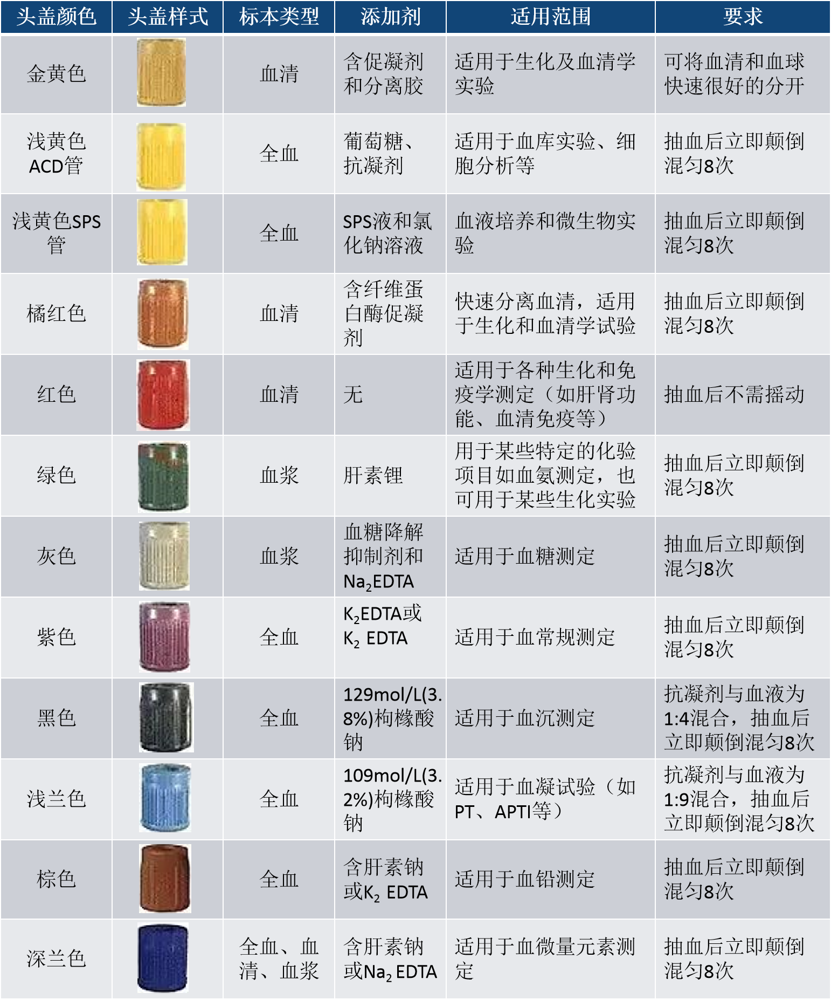 头盖颜色 头盖样式 标本类型 添加剂 适用范围 要求
金黄色
血清
含促凝剂
和分离胶
适用于生化及血清学
实验
可将血清和血球
快速很好的分开
浅黄色
ACD管
全血
葡萄糖、
抗凝剂
适用于血库实验、细
胞分析等
抽血后立即颠倒
混匀8次
浅黄色SPS
管
全血
SPS液和氯
化钠溶液
血液培养和微生物实
验
抽血后立即颠倒
混匀8次
橘红色
血清
含纤维蛋
白酶促凝
剂
快速分离血清，适用
于生化和血清学试验
抽血后立即颠倒
混匀8次
红色
血清
无
适用于各种生化和免
疫学测定（如肝肾功
能、血清免疫等）
抽血后不需摇动
绿色
血浆
肝素锂
用于某些特定的化验
项目如血氨测定，也
可用于某些生化实验
抽血后立即颠倒
混匀8次
灰色
血浆
血糖降解
抑制剂和
Na₂EDTA
适用于血糖测定
抽血后立即颠倒
混匀8次
紫色
全血
K₂EDTA或
K₂ EDTA
适用于血常规测定
抽血后立即颠倒
混匀8次
黑色
全血
129mol/L(3.
8%)枸橼酸
钠
适用于血沉测定
抗凝剂与血液为
1:4混合，抽血后
立即颠倒混匀8次
浅兰色
全血
109mol/L(3.
2%)枸橼酸
钠
适用于血凝试验（如
PT、APTI等）
抗凝剂与血液为
1:9混合，抽血后
立即颠倒混匀8次
棕色
全血
含肝素钠
或K₂ EDTA
适用于血铅测定
抽血后立即颠倒
混匀8次
深兰色
全血、血
清、血浆
含肝素钠
或Na₂ EDTA
适用于血微量元素测
定
抽血后立即颠倒
混匀8次